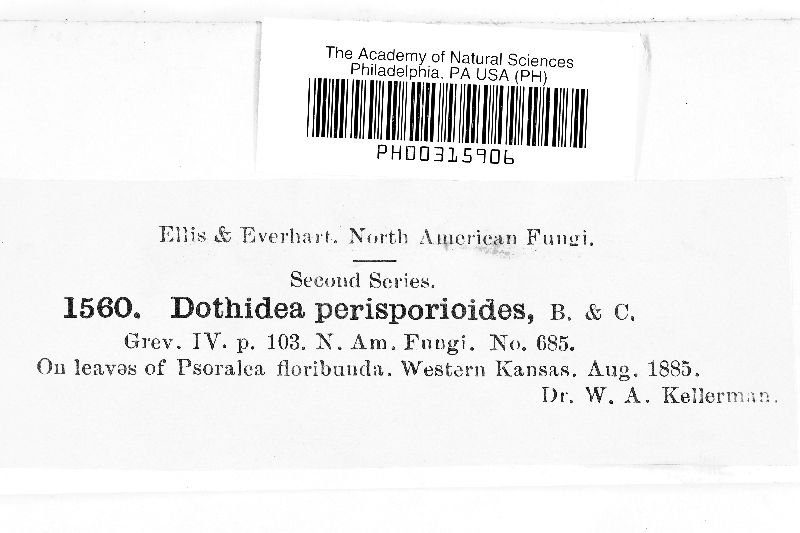 The Academy of Natural Sciences
Philadelphia, PA USA (PH)
PH00315906
Ellis & Everhart. North American Fungi.
Second Series.
1560. Dothidea perisporioides, B. & C.
Grev. IV. p. 103. N. Am. Fungi. No. 685.
On leaves of Psoralea floribunda. Western Kansas. Aug. 1885.
Dr. W. A. Kellerman.